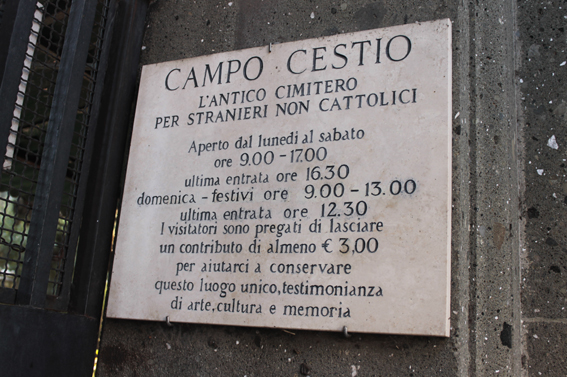 CAMPO CESTIO
L'ANTICO CIMITERO
PER STRANIERI NON CATTOLICI
Aperto dal lunedì al sabato
ore 9.00 - 17.00
ultima entrata ore 16.30
domenica - festivi ore 9.00 - 13.00
ultima entrata ore 12.30
I visitatori sono pregati di lasciare
un contributo di almeno € 3,00
per aiutarci a conservare
questo luogo unico, testimonianza
di arte, cultura e memoria